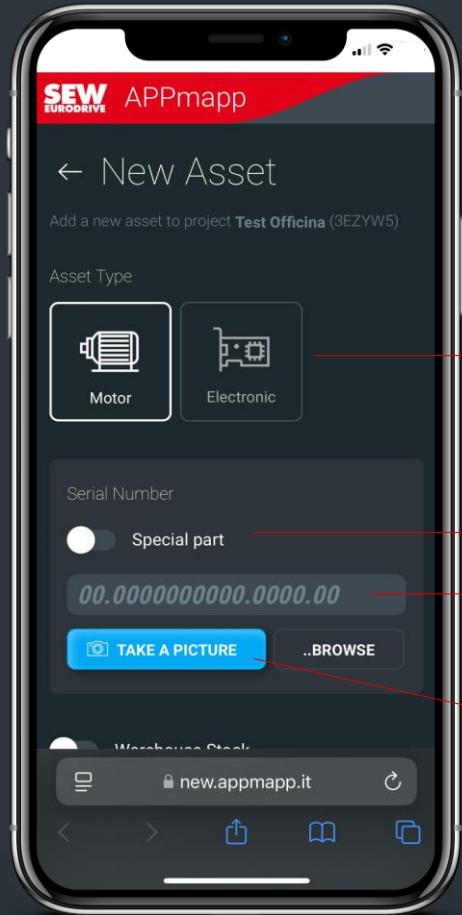 SEW
EURODRIVE
APPmapp
← New Asset
Add a new asset to project Test Officina (3EZYW5)
Asset Type
Motor
Electronic
Serial Number
Special part
00.0000000000.0000.00
TAKE A PICTURE
..BROWSE
Warehouse Stock
new.appmapp.it